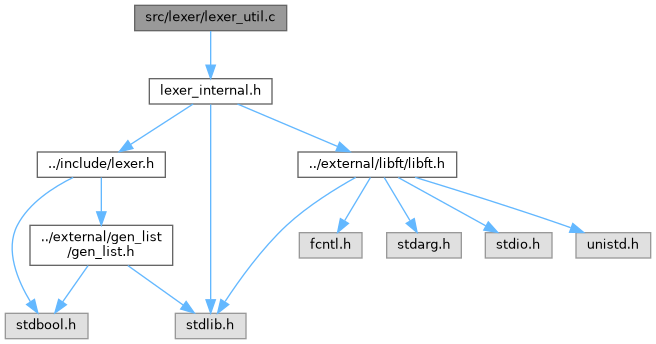 src/lexer/lexer_util.c
lexer_internal.h
../include/lexer.h
../external/libft/libft.h
../external/gen_list
/gen_list.h
fcntl.h
stdarg.h
stdio.h
unistd.h
stdbool.h
stdlib.h